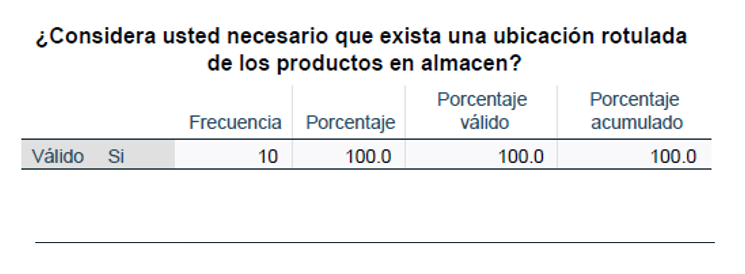 ¿Considera usted necesario que exista una ubicación rotulada
de los productos en almacen?
Frecuencia Porcentaje Porcentaje válido Porcentaje acumulado
Válido Si 10 100.0 100.0 100.0